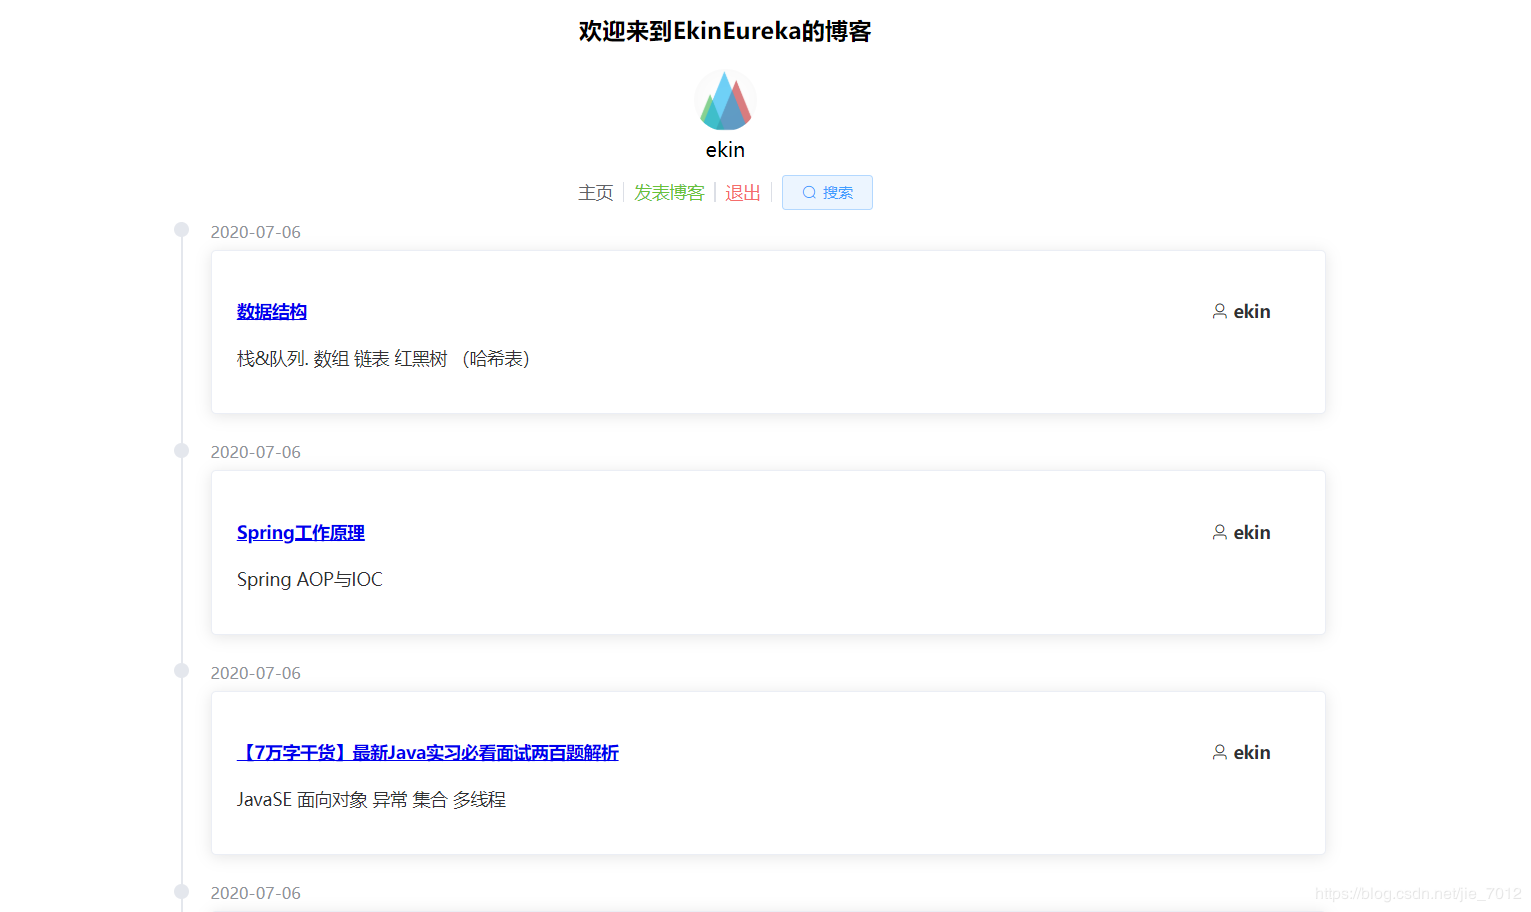 欢迎来到EkinEureka的博客
ekin
主页 发表博客 退出 搜索
2020-07-06
数据结构 ekin
栈&队列. 数组 链表 红黑树 （哈希表）
2020-07-06
Spring工作原理 ekin
Spring AOP与IOC
2020-07-06
【7万字干货】最新Java实习必看面试两百题解析 ekin
JavaSE 面向对象 异常 集合 多线程
2020-07-06
https://blog.csdn.net/jie_7012